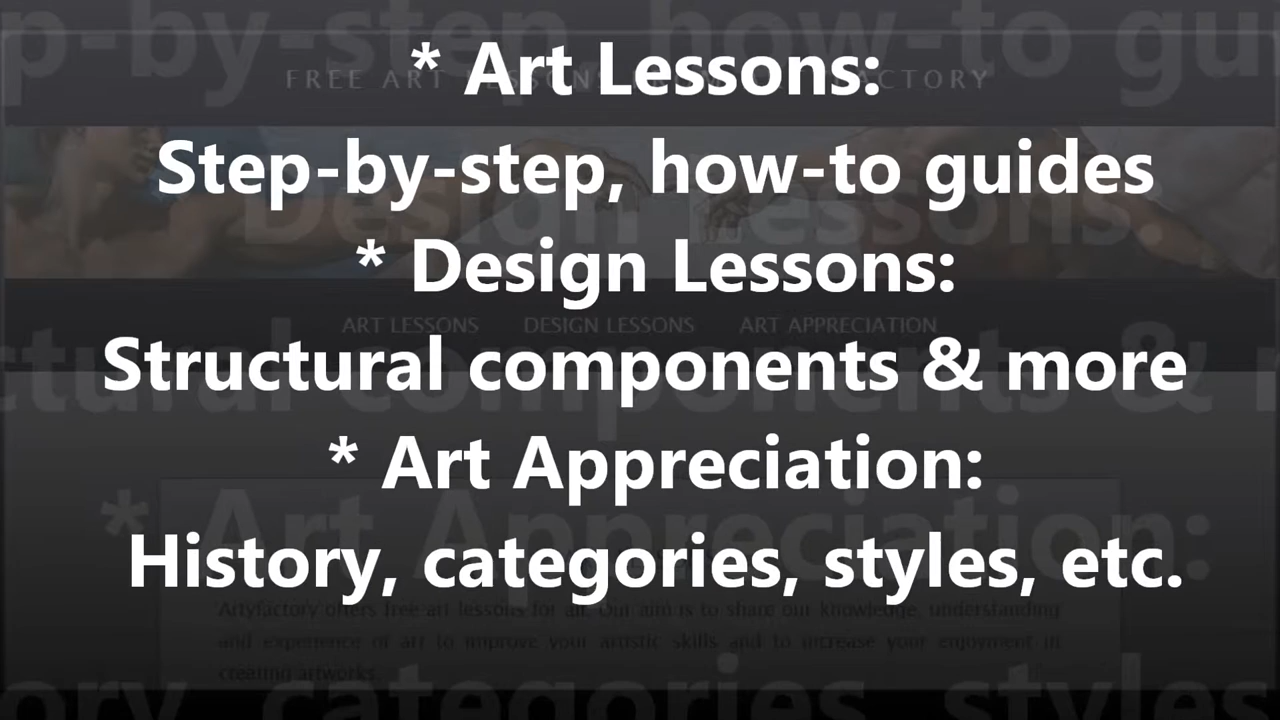 * Art Lessons:
Step-by-step, how-to guides
* Design Lessons:
ART LESSONS DESIGN LESSONS ART APPRECIATION
Structural components & more
* Art Appreciation:
History, categories, styles, etc.
Artyfactory offers free art lessons for all. Our aim is to share our knowledge, understanding
and experience of art to improve your artistic skills and to increase your enjoyment in
creating artworks.